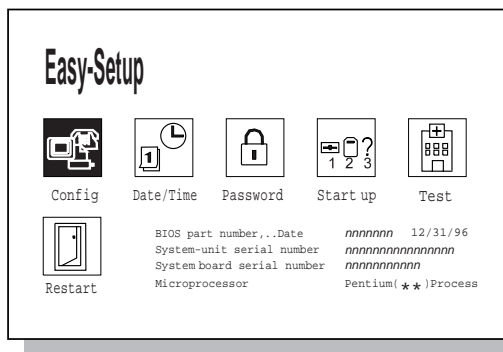 Easy-Setup
1
1 2 3
?
Config Date/Time Password Start up Test
Restart
BIOS part number,..Date nnnnnnn 12/31/96
System-unit serial number nnnnnnnnnnnnnnnn
System board serial number nnnnnnnnnnn
Microprocessor Pentium(**)Process